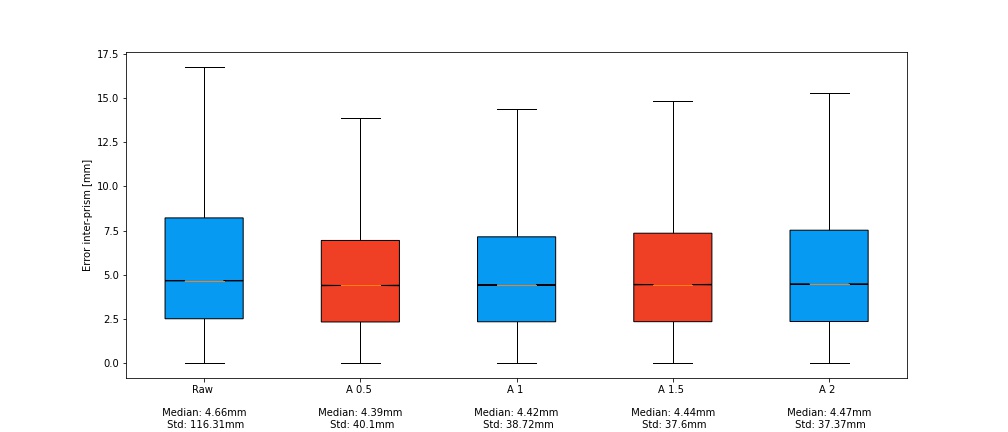 17.5
15.0
12.5
10.0
7.5
5.0
2.5
0.0
Error inter-prism [mm]
Raw
Median: 4.66mm
Std: 116.31mm
A 0.5
Median: 4.39mm
Std: 40.1mm
A 1
Median: 4.42mm
Std: 38.72mm
A 1.5
Median: 4.44mm
Std: 37.6mm
A 2
Median: 4.47mm
Std: 37.37mm